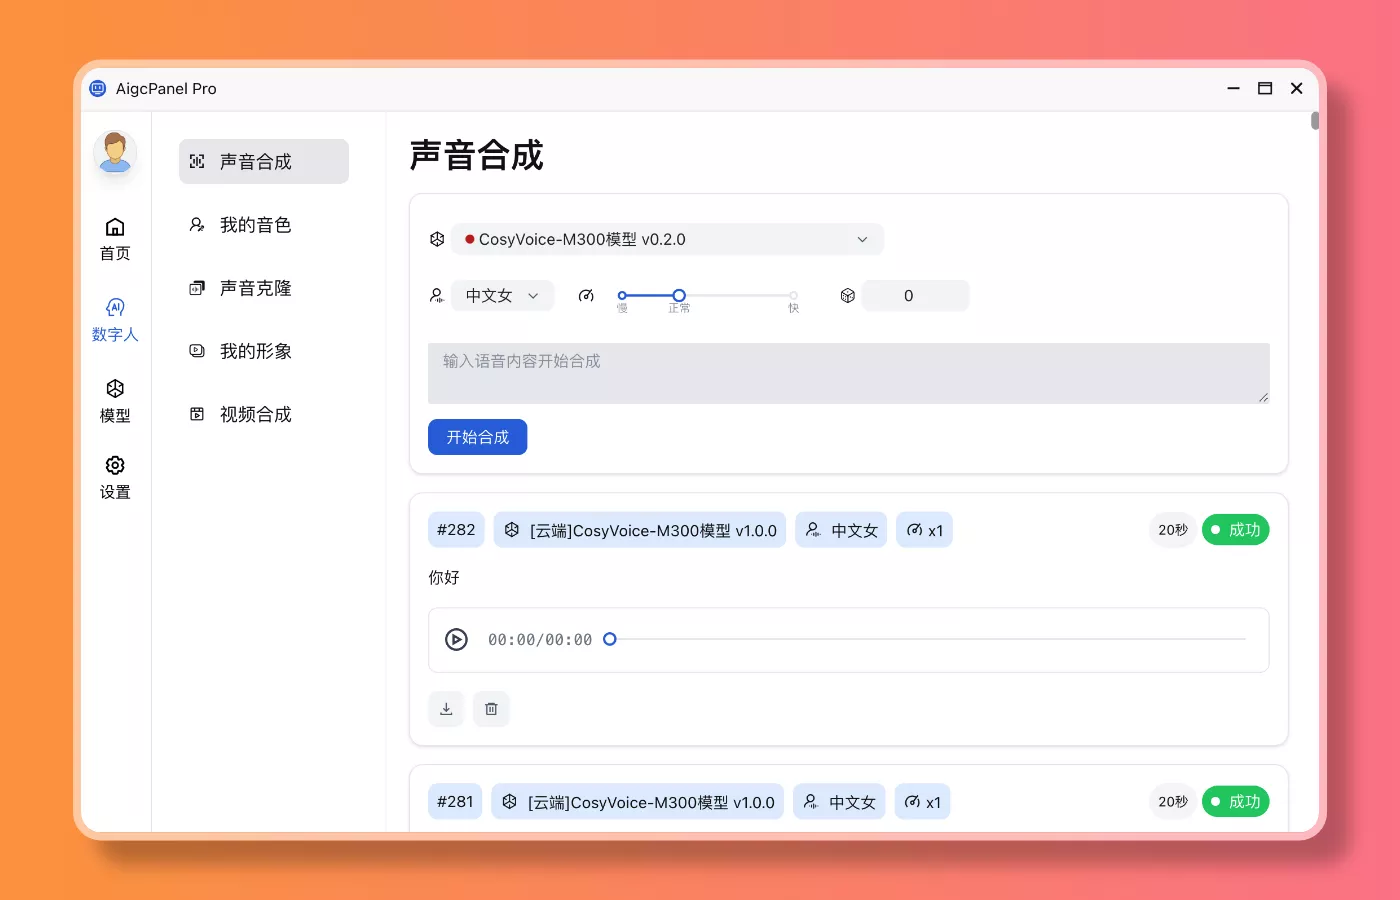 AigcPanel Pro
首页
AI
数字人
模型
设置
声音合成
我的音色
声音克隆
我的形象
视频合成
声音合成
CosyVoice-M300模型 v0.2.0
中文女
慢 正常 快
0
输入语音内容开始合成
开始合成
#282 [云端]CosyVoice-M300模型 v1.0.0 中文女 x1 20秒 成功
你好
00:00/00:00
#281 [云端]CosyVoice-M300模型 v1.0.0 中文女 x1 20秒 成功